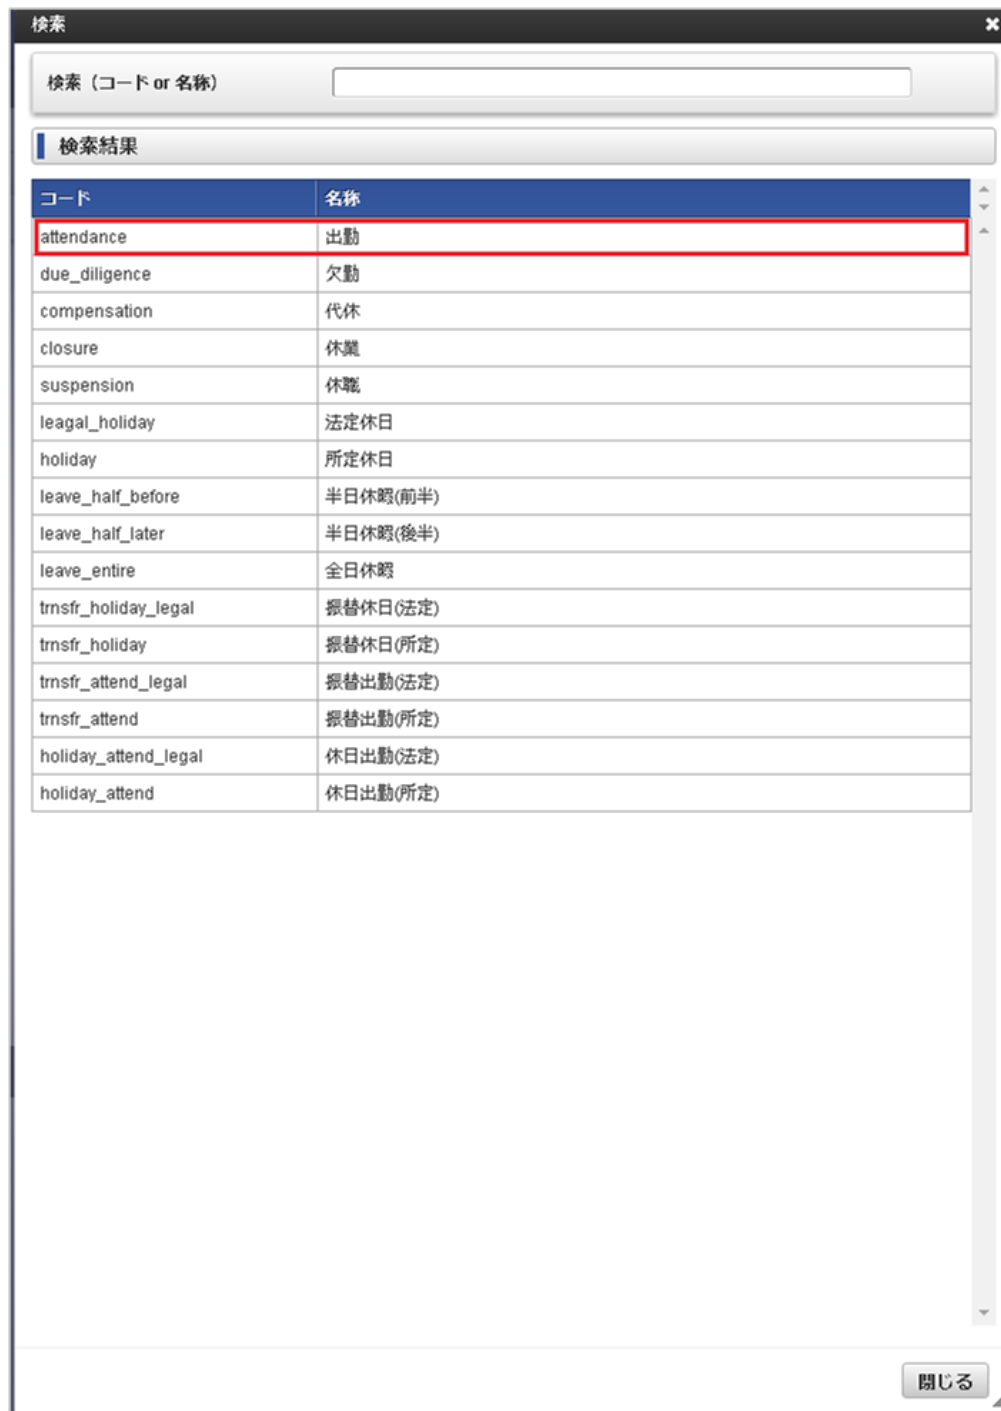 検索
検索（コード or 名称）
検索結果
コード 名称
attendance 出勤
due_diligence 欠勤
compensation 代休
closure 休業
suspension 休職
leagal_holiday 法定休日
holiday 所定休日
leave_half_before 半日休暇(前半)
leave_half_later 半日休暇(後半)
leave_entire 全日休暇
trnsfr_holiday_legal 振替休日(法定)
trnsfr_holiday 振替休日(所定)
trnsfr_attend_legal 振替出勤(法定)
trnsfr_attend 振替出勤(所定)
holiday_attend_legal 休日出勤(法定)
holiday_attend 休日出勤(所定)
閉じる